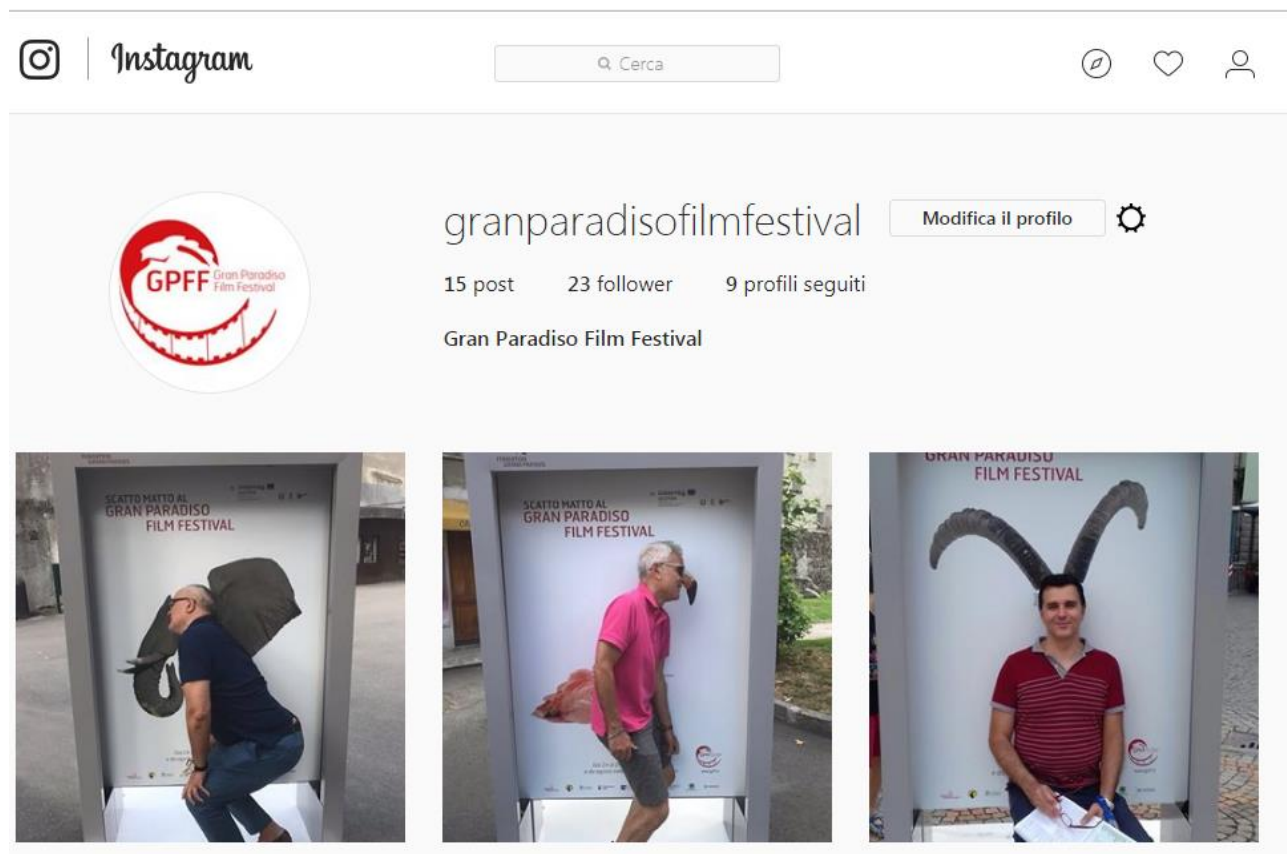 Instagram
Cerca
granparadisofilmfestival
Modifica il profilo
15 post 23 follower 9 profili seguiti
Gran Paradiso Film Festival
GPFF Gran Paradiso
Film Festival
SCATTO MATTO AL
GRAN PARADISO
FILM FESTIVAL
SCATTO MATTO AL
GRAN PARADISO
FILM FESTIVAL
GRAN PARADISO
FILM FESTIVAL